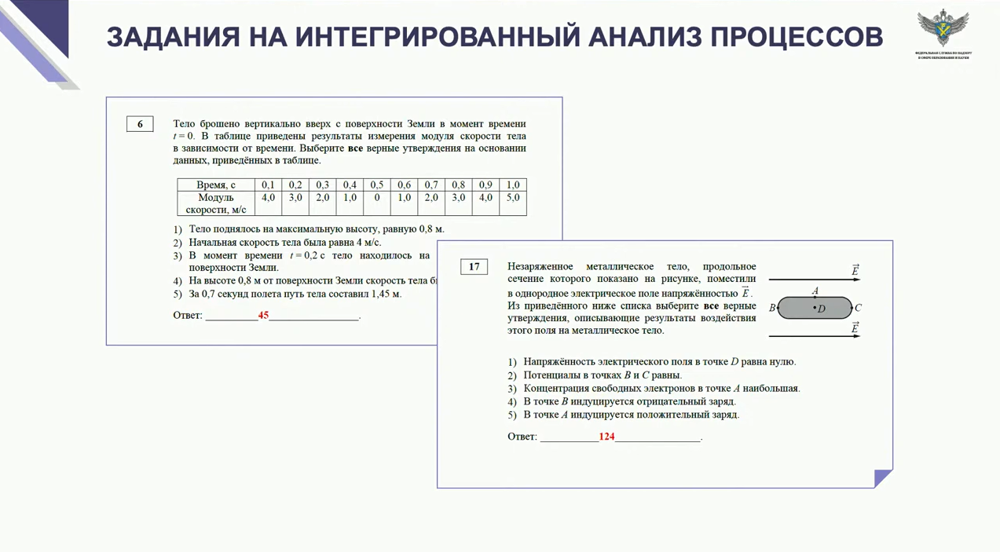 ЗАДАНИЯ НА ИНТЕГРИРОВАННЫЙ АНАЛИЗ ПРОЦЕССОВ
ФЕДЕРАЛЬНАЯ СЛУЖБА ПО НАДЗОРУ
В СФЕРЕ ОБРАЗОВАНИЯ И НАУКИ
6
Тело брошено вертикально вверх с поверхности Земли в момент времени
t = 0. В таблице приведены результаты измерения модуля скорости тела
в зависимости от времени. Выберите все верные утверждения на основании
данных, приведённых в таблице.
Время, с 0,1 0,2 0,3 0,4 0,5 0,6 0,7 0,8 0,9 1,0
Модуль 4,0 3,0 2,0 1,0 0 1,0 2,0 3,0 4,0 5,0
скорости, м/с
1) Тело поднялось на максимальную высоту, равную 0,8 м.
2) Начальная скорость тела была равна 4 м/с.
3) В момент времени t = 0,2 с тело находилось на
поверхности Земли.
4) На высоте 0,8 м от поверхности Земли скорость тела
5) За 0,7 секунд полета путь тела составил 1,45 м.
Ответ: __________45_________________.
17
Незаряженное металлическое тело, продольное
сечение которого показано на рисунке, поместили
в однородное электрическое поле напряжённостью E⃗ .
Из приведённого ниже списка выберите все верные
утверждения, описывающие результаты воздействия
этого поля на металлическое тело.
E⃗
A
B D C
E⃗
1) Напряжённость электрического поля в точке D равна нулю.
2) Потенциалы в точках B и C равны.
3) Концентрация свободных электронов в точке A наибольшая.
4) В точке B индуцируется отрицательный заряд.
5) В точке A индуцируется положительный заряд.
Ответ: ___________124________________.